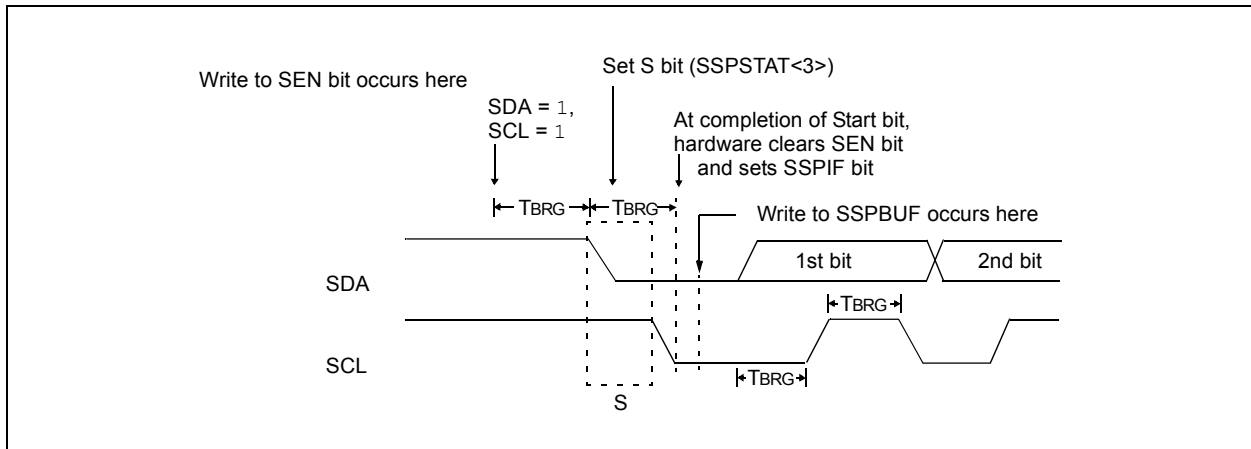 Write to SEN bit occurs here
Set S bit (SSPSTAT<3>)
SDA = 1,
SCL = 1
At completion of Start bit,
hardware clears SEN bit
and sets SSPIF bit
TBRG
TBRG
Write to SSPBUF occurs here
SDA
1st bit
2nd bit
TBRG
SCL
TBRG
S